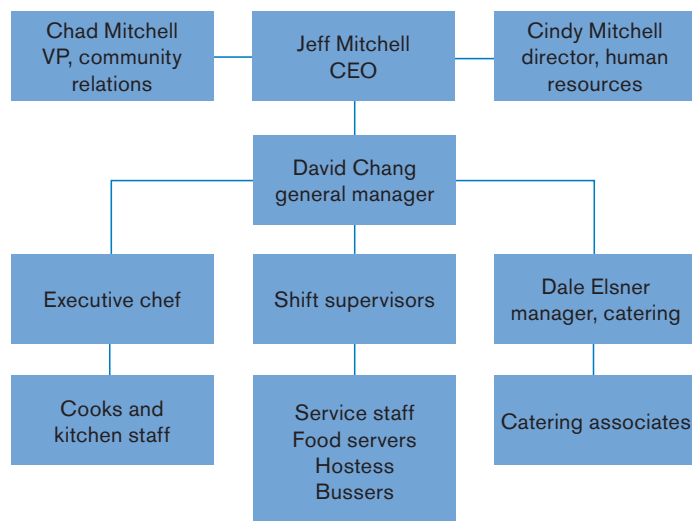 Chad Mitchell
VP, community
relations
Jeff Mitchell
CEO
Cindy Mitchell
director, human
resources
David Chang
general manager
Executive chef
Shift supervisors
Dale Elsner
manager, catering
Cooks and
kitchen staff
Service staff
Food servers
Hostess
Bussers
Catering associates